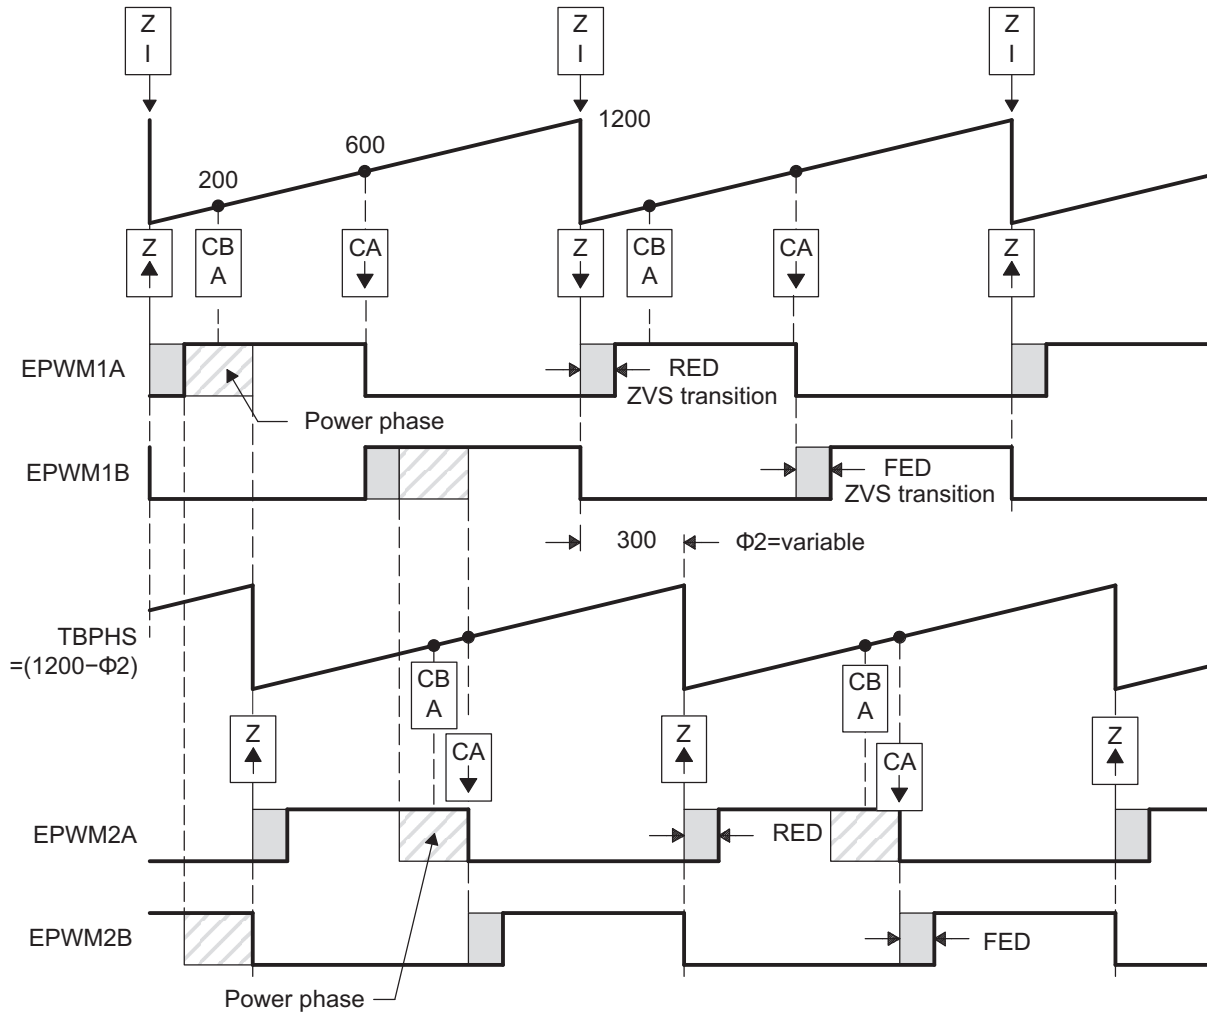 Z
I
Z
I
Z
I
1200
600
200
Z
CB
A
CA
Z
CB
A
CA
Z
EPWM1A
RED
ZVS transition
Power phase
EPWM1B
FED
ZVS transition
300
Φ2=variable
TBPHS
=(1200−Φ2)
CB
A
CB
A
Z
CA
Z
CA
Z
EPWM2A
RED
EPWM2B
FED
Power phase